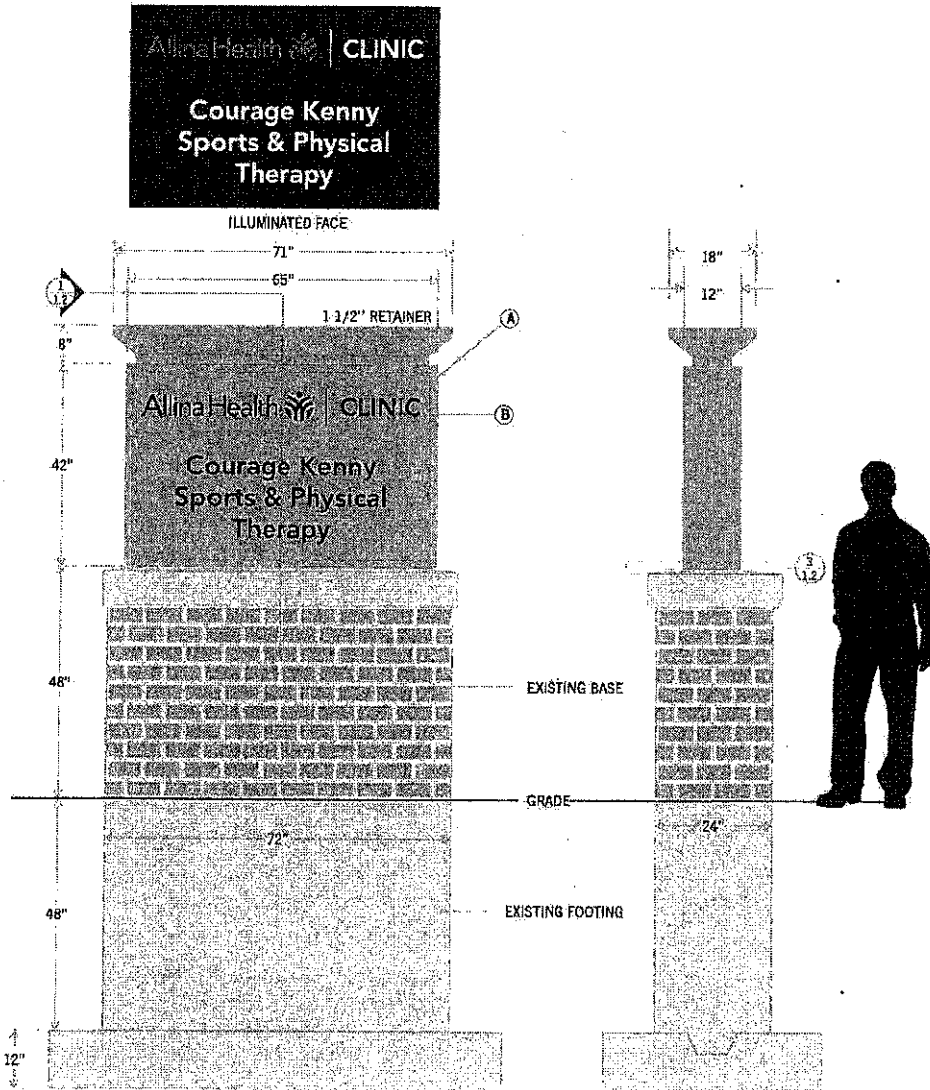 AllinaHealth | CLINIC
Courage Kenny
Sports & Physical
Therapy
ILLUMINATED FACE
71"
65"
18"
12"
1
1.2
1 1/2" RETAINER
A
8"
AllinaHealth | CLINIC
B
42"
Courage Kenny
Sports & Physical
Therapy
3
1.2
48"
EXISTING BASE
GRADE
72"
24"
48"
EXISTING FOOTING
12"